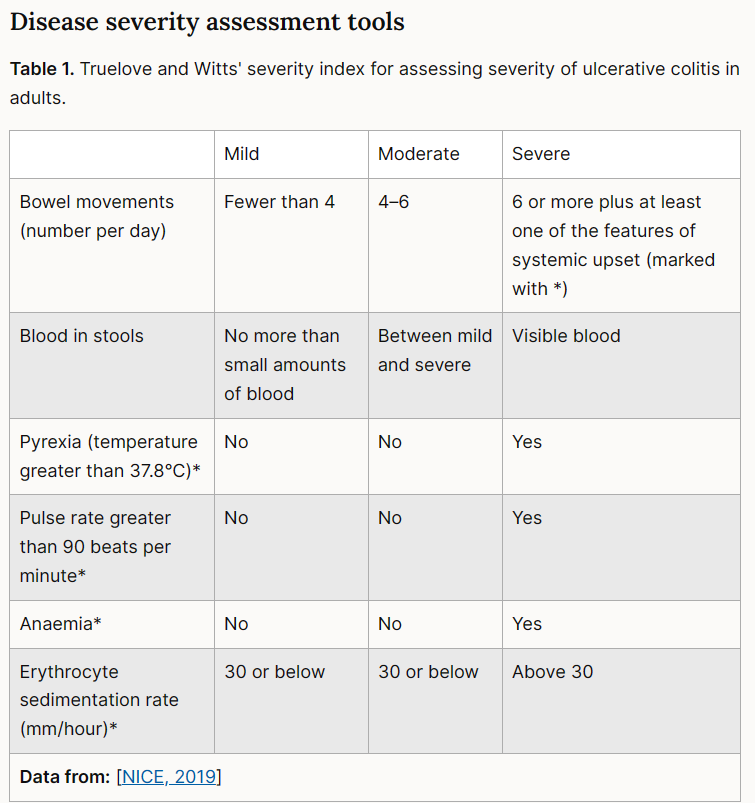 Disease severity assessment tools
Table 1. Truelove and Witts' severity index for assessing severity of ulcerative colitis in
adults.
Mild
Moderate
Severe
Bowel movements
(number per day)
Fewer than 4
4–6
6 or more plus at least
one of the features of
systemic upset (marked
with *)
Blood in stools
No more than
small amounts
of blood
Between mild
and severe
Visible blood
Pyrexia (temperature
greater than 37.8°C)*
No
No
Yes
Pulse rate greater
than 90 beats per
minute*
No
No
Yes
Anaemia*
No
No
Yes
Erythrocyte
sedimentation rate
(mm/hour)*
30 or below
30 or below
Above 30
Data from: [NICE, 2019]